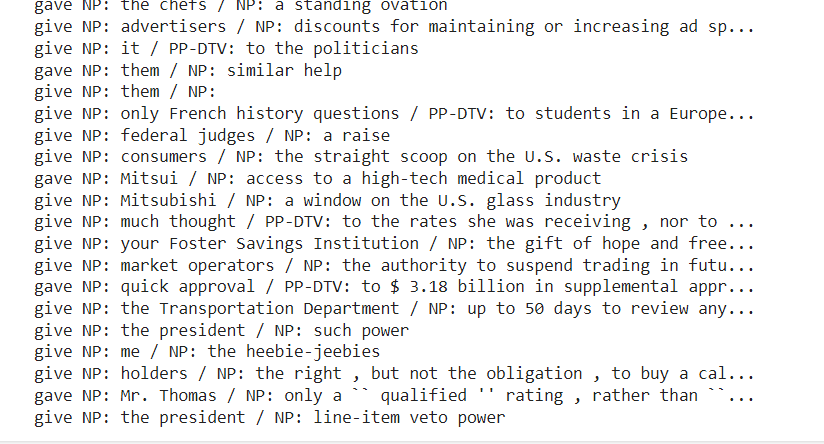 gave NP: the chefs / NP: a standing ovation
give NP: advertisers / NP: discounts for maintaining or increasing ad sp...
give NP: it / PP-DTV: to the politicians
gave NP: them / NP: similar help
give NP: them / NP:
give NP: only French history questions / PP-DTV: to students in a Europe...
give NP: federal judges / NP: a raise
give NP: consumers / NP: the straight scoop on the U.S. waste crisis
gave NP: Mitsui / NP: access to a high-tech medical product
give NP: Mitsubishi / NP: a window on the U.S. glass industry
give NP: much thought / PP-DTV: to the rates she was receiving , nor to ...
give NP: your Foster Savings Institution / NP: the gift of hope and free...
give NP: market operators / NP: the authority to suspend trading in futu...
gave NP: quick approval / PP-DTV: to $ 3.18 billion in supplemental appr...
give NP: the Transportation Department / NP: up to 50 days to review any...
give NP: the president / NP: such power
give NP: me / NP: the heebie-jeebies
give NP: holders / NP: the right , but not the obligation , to buy a cal...
gave NP: Mr. Thomas / NP: only a `` qualified '' rating , rather than ``...
give NP: the president / NP: line-item veto power